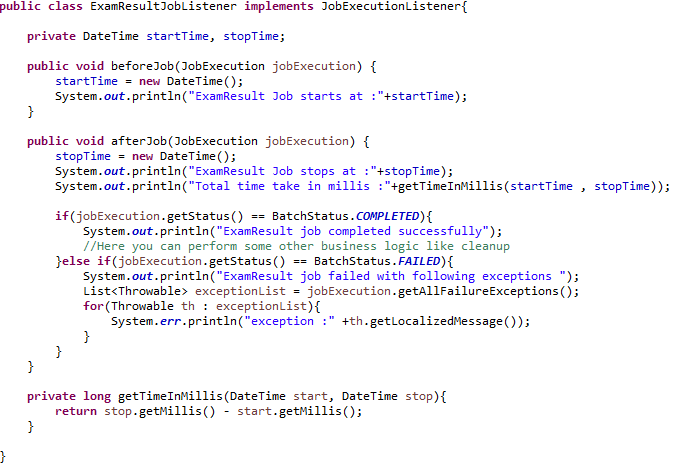 public class ExamResultJobListener implements JobExecutionListener{

    private DateTime startTime, stopTime;

    public void beforeJob(JobExecution jobExecution) {
        startTime = new DateTime();
        System.out.println("ExamResult Job starts at :"+startTime);
    }

    public void afterJob(JobExecution jobExecution) {
        stopTime = new DateTime();
        System.out.println("ExamResult Job stops at :"+stopTime);
        System.out.println("Total time take in millis :"+getTimeInMillis(startTime , stopTime));

        if(jobExecution.getStatus() == BatchStatus.COMPLETED){
            System.out.println("ExamResult job completed successfully");
            //Here you can perform some other business logic like cleanup
        }else if(jobExecution.getStatus() == BatchStatus.FAILED){
            System.out.println("ExamResult job failed with following exceptions ");
            List<Throwable> exceptionList = jobExecution.getAllFailureExceptions();
            for(Throwable th : exceptionList){
                System.err.println("exception :" +th.getLocalizedMessage());
            }
        }
    }

    private long getTimeInMillis(DateTime start, DateTime stop){
        return stop.getMillis() - start.getMillis();
    }

}